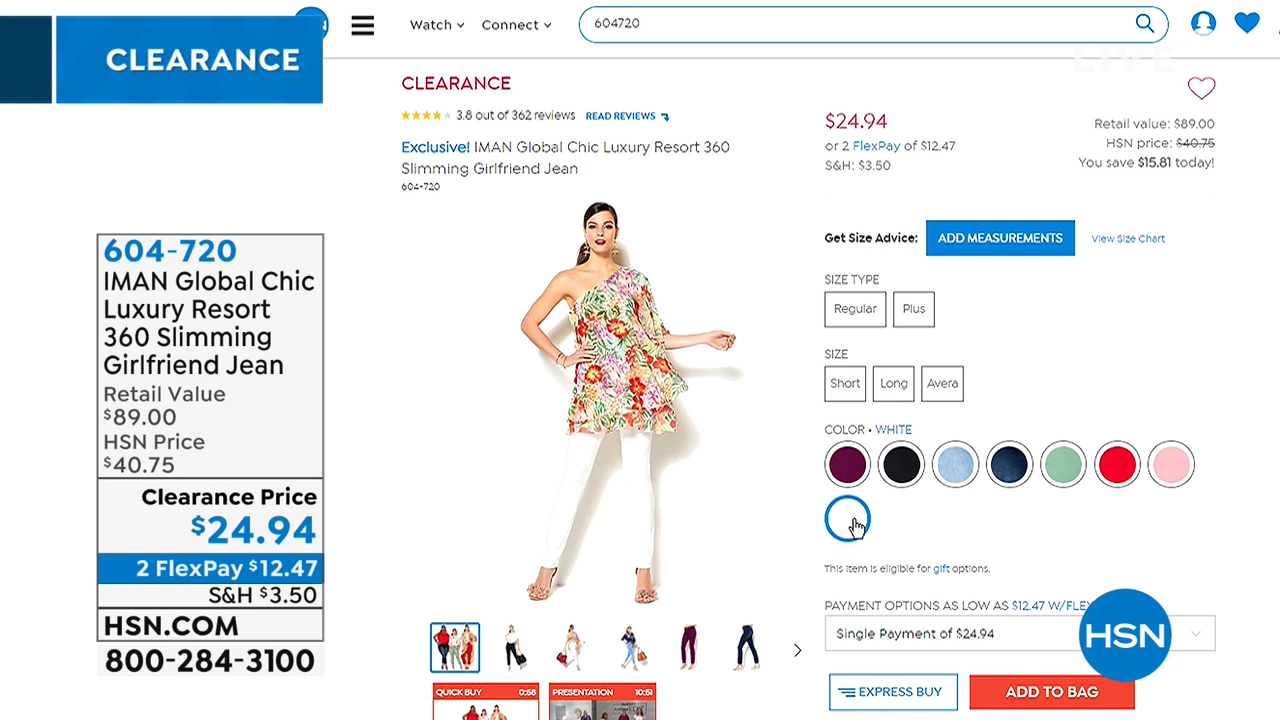 CLEARANCE
Watch
Connect
604720
LIVE
CLEARANCE
3.8 out of 362 reviews READ REVIEWS
Exclusive! IMAN Global Chic Luxury Resort 360
Slimming Girlfriend Jean
604-720
$24.94
or 2 FlexPay of $12.47
S&H: $3.50
Retail value: $89.00
HSN price: $40.75
You save $15.81 today!
Get Size Advice: ADD MEASUREMENTS View Size Chart
SIZE TYPE
Regular Plus
SIZE
Short Long Avera
COLOR • WHITE
This item is eligible for gift options.
PAYMENT OPTIONS AS LOW AS $12.47 W/FLEX
Single Payment of $24.94
HSN
EXPRESS BUY ADD TO BAG
QUICK BUY 0:58
PRESENTATION 10:51
604-720
IMAN Global Chic
Luxury Resort
360 Slimming
Girlfriend Jean
Retail Value
$89.00
HSN Price
$40.75
Clearance Price
$24.94
2 FlexPay $12.47
S&H $3.50
HSN.COM
800-284-3100